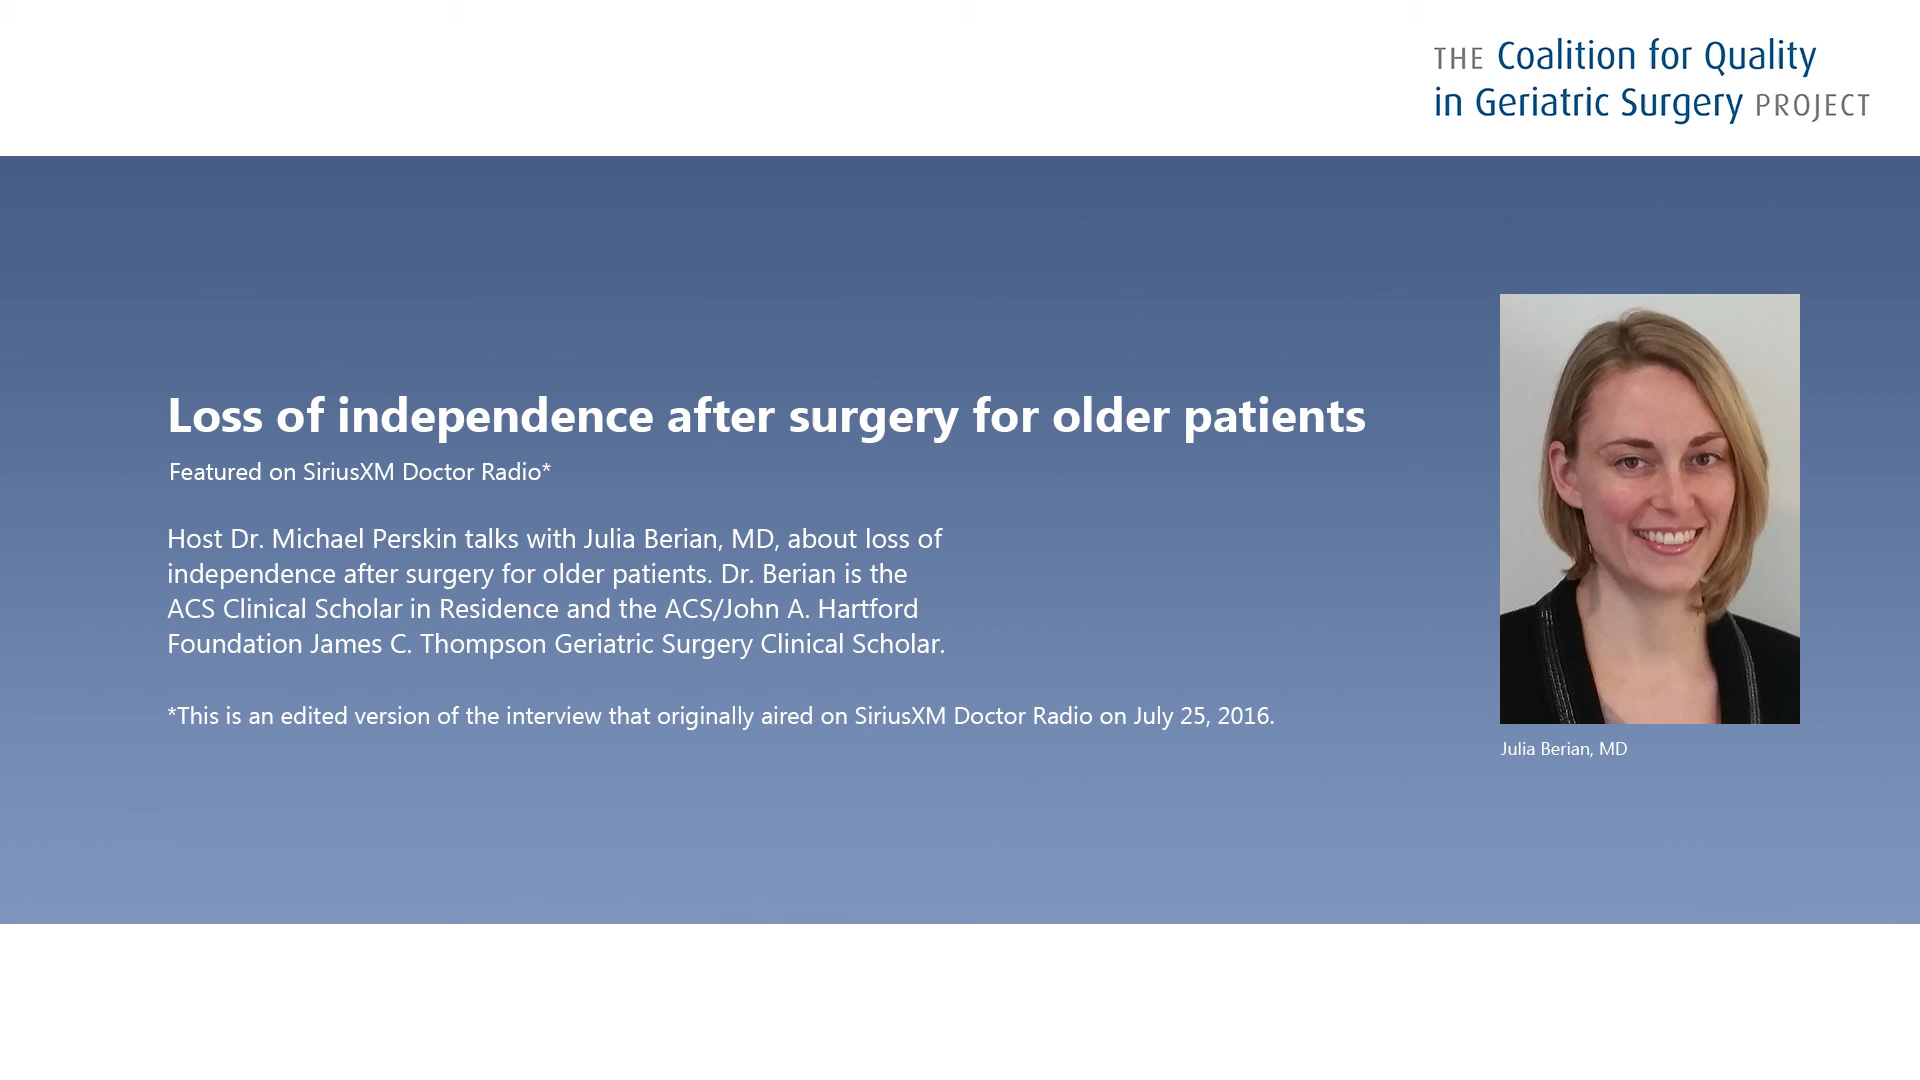 THE Coalition for Quality
in Geriatric Surgery PROJECT
Loss of independence after surgery for older patients
Featured on SiriusXM Doctor Radio*
Host Dr. Michael Perskin talks with Julia Berian, MD, about loss of
independence after surgery for older patients. Dr. Berian is the
ACS Clinical Scholar in Residence and the ACS/John A. Hartford
Foundation James C. Thompson Geriatric Surgery Clinical Scholar.
*This is an edited version of the interview that originally aired on SiriusXM Doctor Radio on July 25, 2016.
Julia Berian, MD